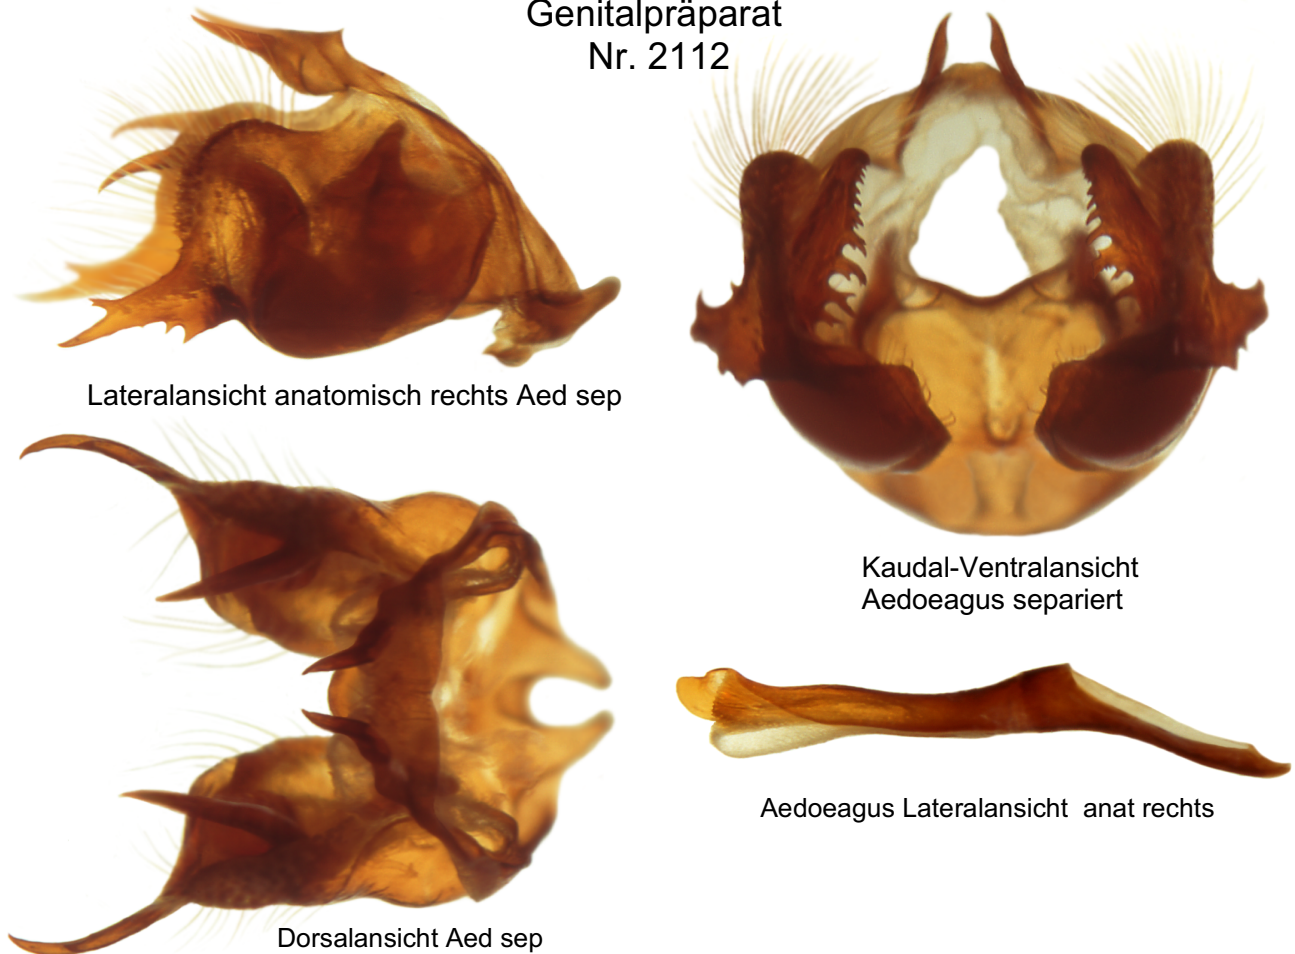 Genitalpräparat
Nr. 2112
Lateralansicht anatomisch rechts Aed sep
Kaudal-Ventralansicht
Aedoeagus separiert
Aedoeagus Lateralansicht  anat rechts
Dorsalansicht Aed sep